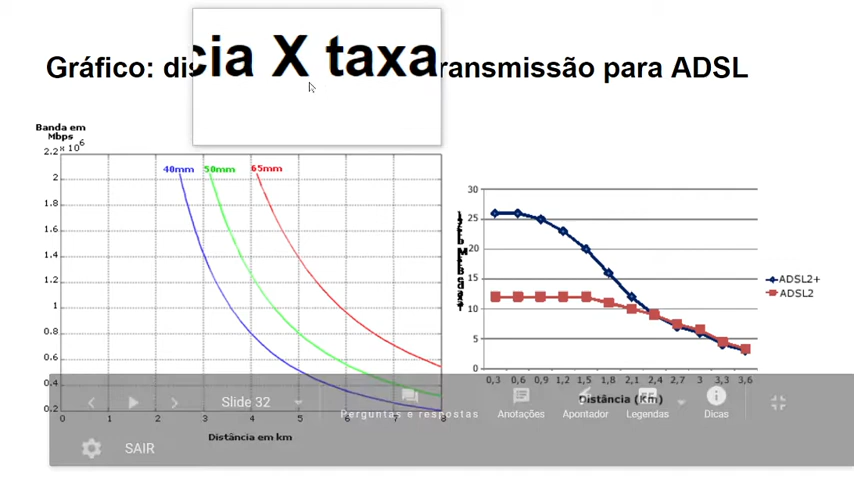 Gráfico: dis
cia X taxa
ransmissão para ADSL
Banda em
Mbps
2.2 x 10 6
2
1.8
1.6
1.4
1.2
1
0.8
0.6
0.4
0.2
40mm 50mm 65mm
0 1 2 3 4 5 6 7 8
Distância em km
30
25
20
15
10
5
0
ADSL2+
ADSL2
0,3 0,6 0,9 1,2 1,5 1,8 2,1 2,4 2,7 3 3,3 3,6
Distância (Km)
Slide 32
Perguntas e respostas
Anotações
Apontador
Legendas
Dicas
SAIR